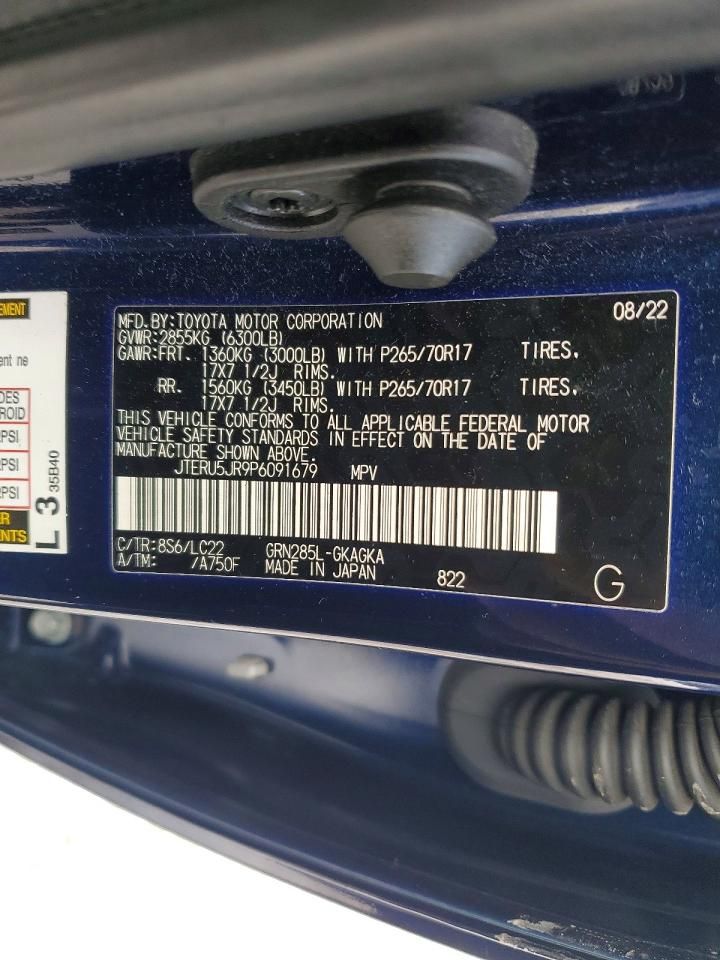 08/22
MFD.BY:TOYOTA MOTOR CORPORATION
GVWR:2855KG (6300LB)
GAWR:FRT. 1360KG (3000LB) WITH P265/70R17 TIRES,
17X7 1/2J RIMS.
RR. 1560KG (3450LB) WITH P265/70R17 TIRES,
17X7 1/2J RIMS.
THIS VEHICLE CONFORMS TO ALL APPLICABLE FEDERAL MOTOR
VEHICLE SAFETY STANDARDS IN EFFECT ON THE DATE OF
MANUFACTURE SHOWN ABOVE.
JTERU5JR9P6091679 MPV
C/TR:8S6/LC22 GRN285L-GKAGKA
A/TM: /A750F MADE IN JAPAN 822 G
ent ne
PSI
PSI
PSI
L 3
35B40